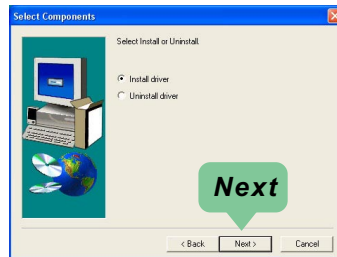 Select Components
Select Install or Uninstall.
Install driver
Uninstall driver
Next
< Back
Next >
Cancel